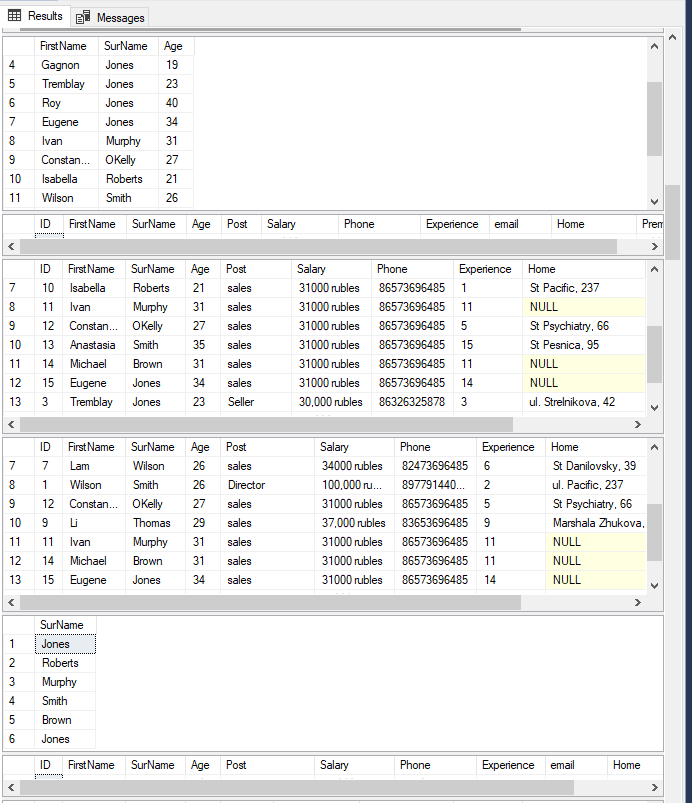 Results Messages
FirstName SurName Age
4 Gagnon Jones 19
5 Tremblay Jones 23
6 Roy Jones 40
7 Eugene Jones 34
8 Ivan Murphy 31
9 Constan... OKelly 27
10 Isabella Roberts 21
11 Wilson Smith 26
ID FirstName SurName Age Post Salary Phone Experience email Home Prem
ID FirstName SurName Age Post Salary Phone Experience Home
7 10 Isabella Roberts 21 sales 31000 rubles 86573696485 1 St Pacific, 237
8 11 Ivan Murphy 31 sales 31000 rubles 86573696485 11 NULL
9 12 Constan... OKelly 27 sales 31000 rubles 86573696485 5 St Psychiatry, 66
10 13 Anastasia Smith 35 sales 31000 rubles 86573696485 15 St Pesnica, 95
11 14 Michael Brown 31 sales 31000 rubles 86573696485 11 NULL
12 15 Eugene Jones 34 sales 31000 rubles 86573696485 14 NULL
13 3 Tremblay Jones 23 Seller 30,000 rubles 86326325878 3 ul. Strelnikova, 42
ID FirstName SurName Age Post Salary Phone Experience Home
7 7 Lam Wilson 26 sales 34000 rubles 82473696485 6 St Danilovsky, 39
8 1 Wilson Smith 26 Director 100,000 ru... 897791440... 2 ul. Pacific, 237
9 12 Constan... OKelly 27 sales 31000 rubles 86573696485 5 St Psychiatry, 66
10 9 Li Thomas 29 sales 37,000 rubles 83653696485 9 Marshala Zhukova,
11 11 Ivan Murphy 31 sales 31000 rubles 86573696485 11 NULL
12 14 Michael Brown 31 sales 31000 rubles 86573696485 11 NULL
13 15 Eugene Jones 34 sales 31000 rubles 86573696485 14 NULL
SurName
1 Jones
2 Roberts
3 Murphy
4 Smith
5 Brown
6 Jones
ID FirstName SurName Age Post Salary Phone Experience email Home